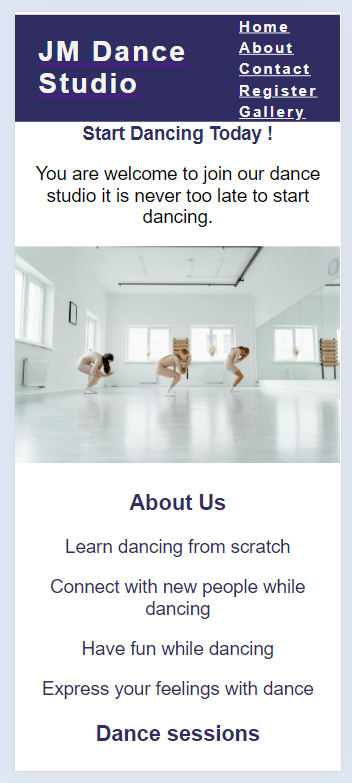 JM Dance
Studio
Home
About
Contact
Register
Gallery
Start Dancing Today !
You are welcome to join our dance
studio it is never too late to start
dancing.
About Us
Learn dancing from scratch
Connect with new people while
dancing
Have fun while dancing
Express your feelings with dance
Dance sessions